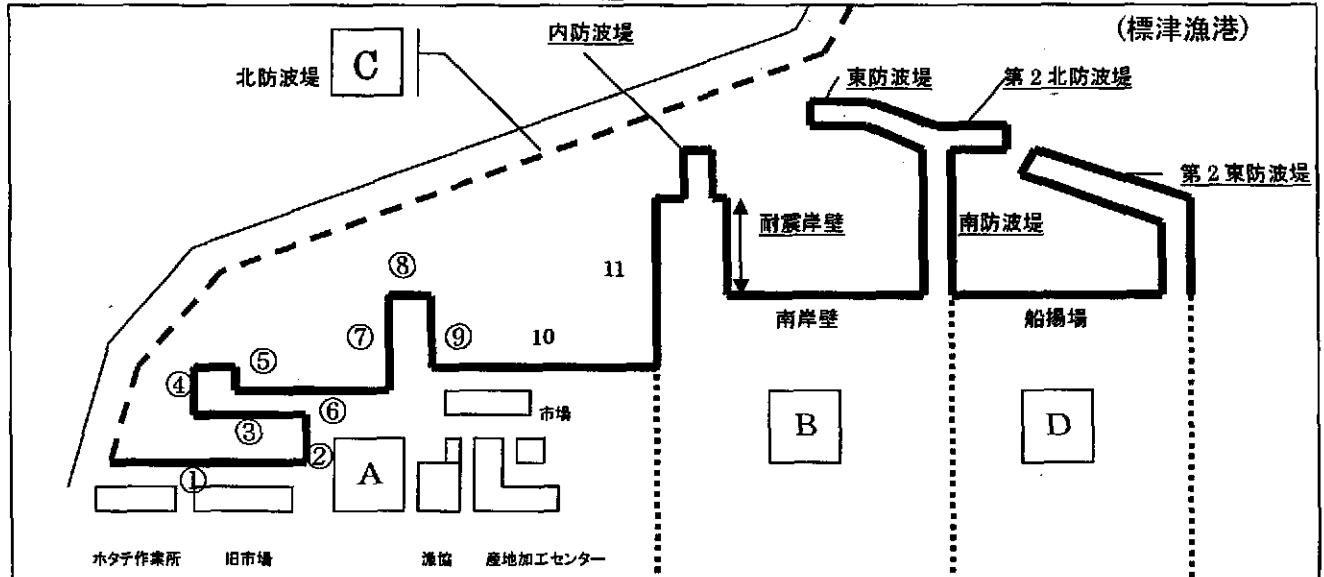 (標津漁港)
内防波堤
東防波堤
第2北防波堤
北防波堤
C
第2東防波堤
耐震岸壁
南防波堤
11
⑧
南岸壁
船揚場
⑦
⑨
10
⑤
④
⑥
市場
③
②
①
A
B
D
ホタテ作業所
旧市場
漁協
産地加工センター